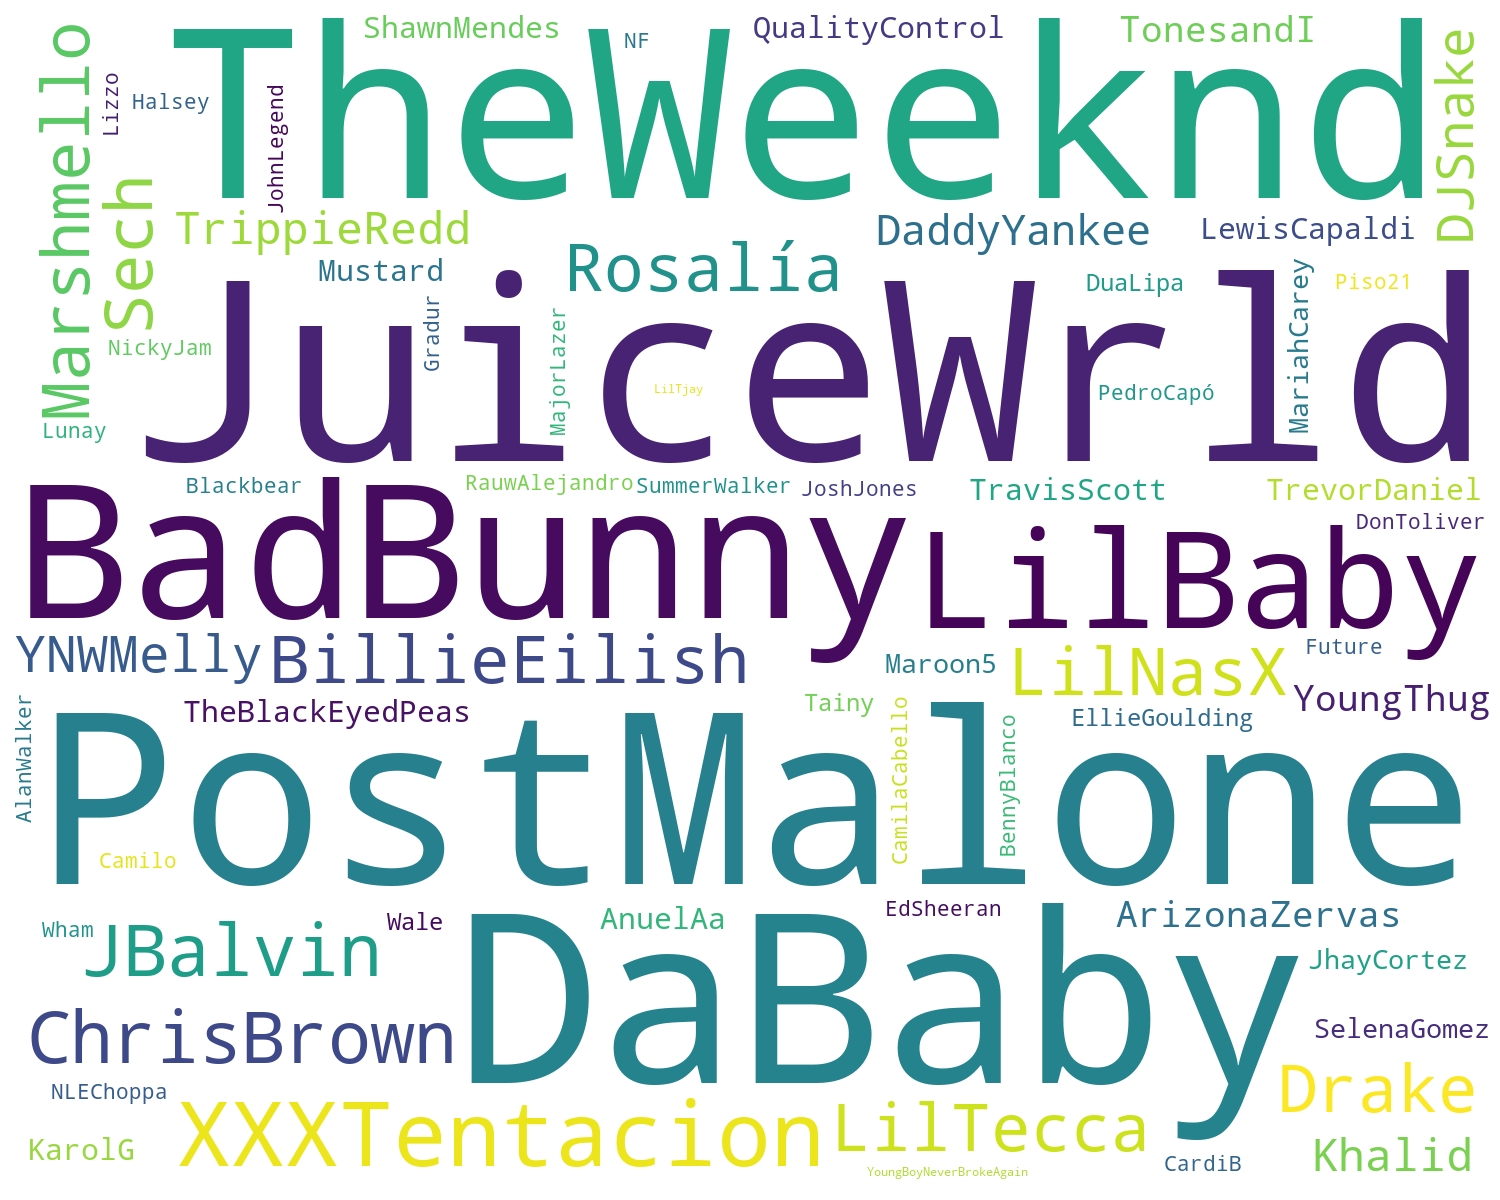 ShawnMendes
NF
QualityControl
TonesandI
Marshmello
Lizzo
Halsey
TheWeeknd
JohnLegend
DJSnake
Sech
TrippieRedd
Rosalía
DaddyYankee
LewisCapaldi
Mustard
DuaLipa
Piso21
MariahCarey
Gradur
MajorLazer
NickyJam
JuiceWrld
LilTjay
PedroCapó
Lunay
Blackbear
RauwAlejandro
SummerWalker
JoshJones
TravisScott
TrevorDaniel
DonToliver
BadBunny
LilBaby
YNWMelly
BillieEilish
Maroon5
LilNasX
Future
YoungThug
TheBlackEyedPeas
Tainy
EllieGoulding
AlanWalker
CamilaCabello
BennyBlanco
PostMalone
Camilo
Wham
JBalvin
Wale
AnuelAa
EdSheeran
ArizonaZervas
DaBaby
JhayCortez
ChrisBrown
SelenaGomez
NLEChoppa
Drake
XXXTentacion
LilTecca
KarolG
YoungBoyNeverBrokeAgain
CardiB
Khalid